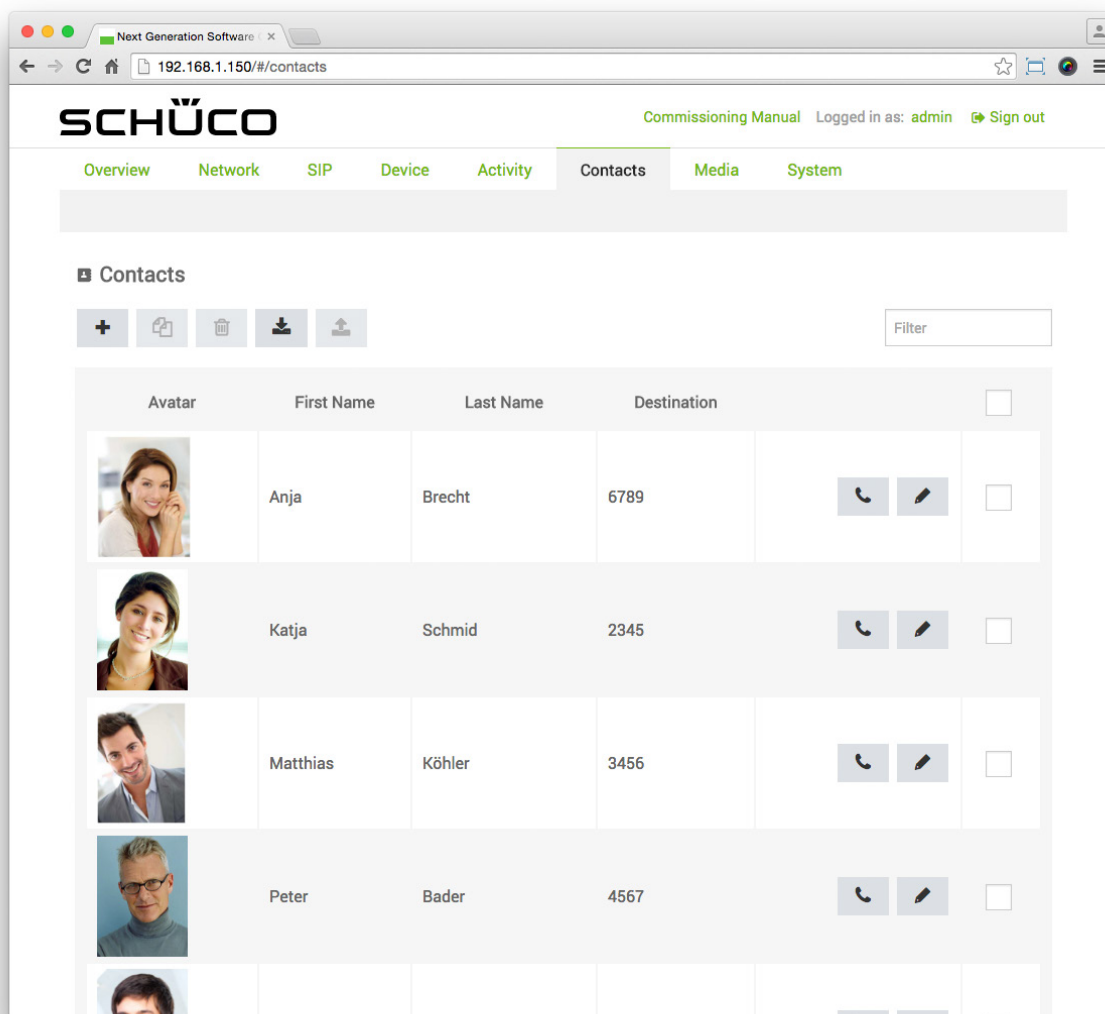 Next Generation Software
192.168.1.150/#/contacts
SCHÜCO
Commissioning Manual Logged in as: admin Sign out
Overview Network SIP Device Activity Contacts Media System
Contacts
Filter
Avatar First Name Last Name Destination
Anja Brecht 6789
Katja Schmid 2345
Matthias Köhler 3456
Peter Bader 4567